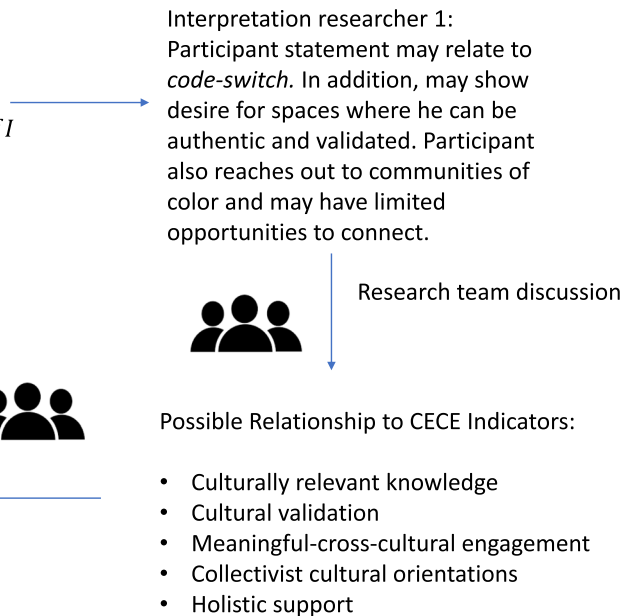 Interpretation researcher 1:
Participant statement may relate to
code-switch. In addition, may show
desire for spaces where he can be
authentic and validated. Participant
also reaches out to communities of
color and may have limited
opportunities to connect.
I
Research team discussion
Possible Relationship to CECE Indicators:
• Culturally relevant knowledge
• Cultural validation
• Meaningful-cross-cultural engagement
• Collectivist cultural orientations
• Holistic support